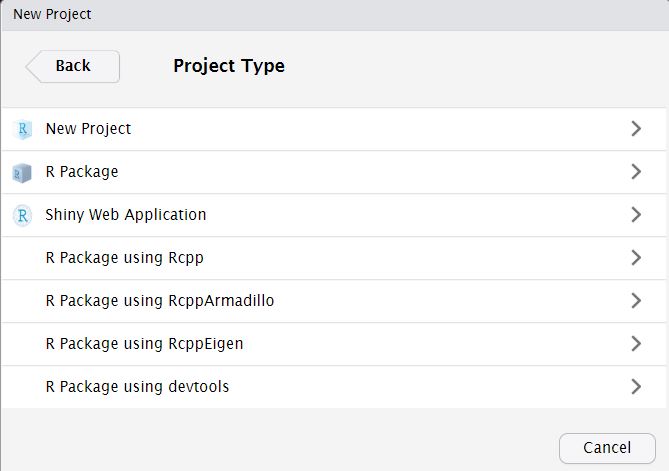 New Project
Back
Project Type
New Project
R Package
Shiny Web Application
R Package using Rcpp
R Package using RcppArmadillo
R Package using RcppEigen
R Package using devtools
Cancel